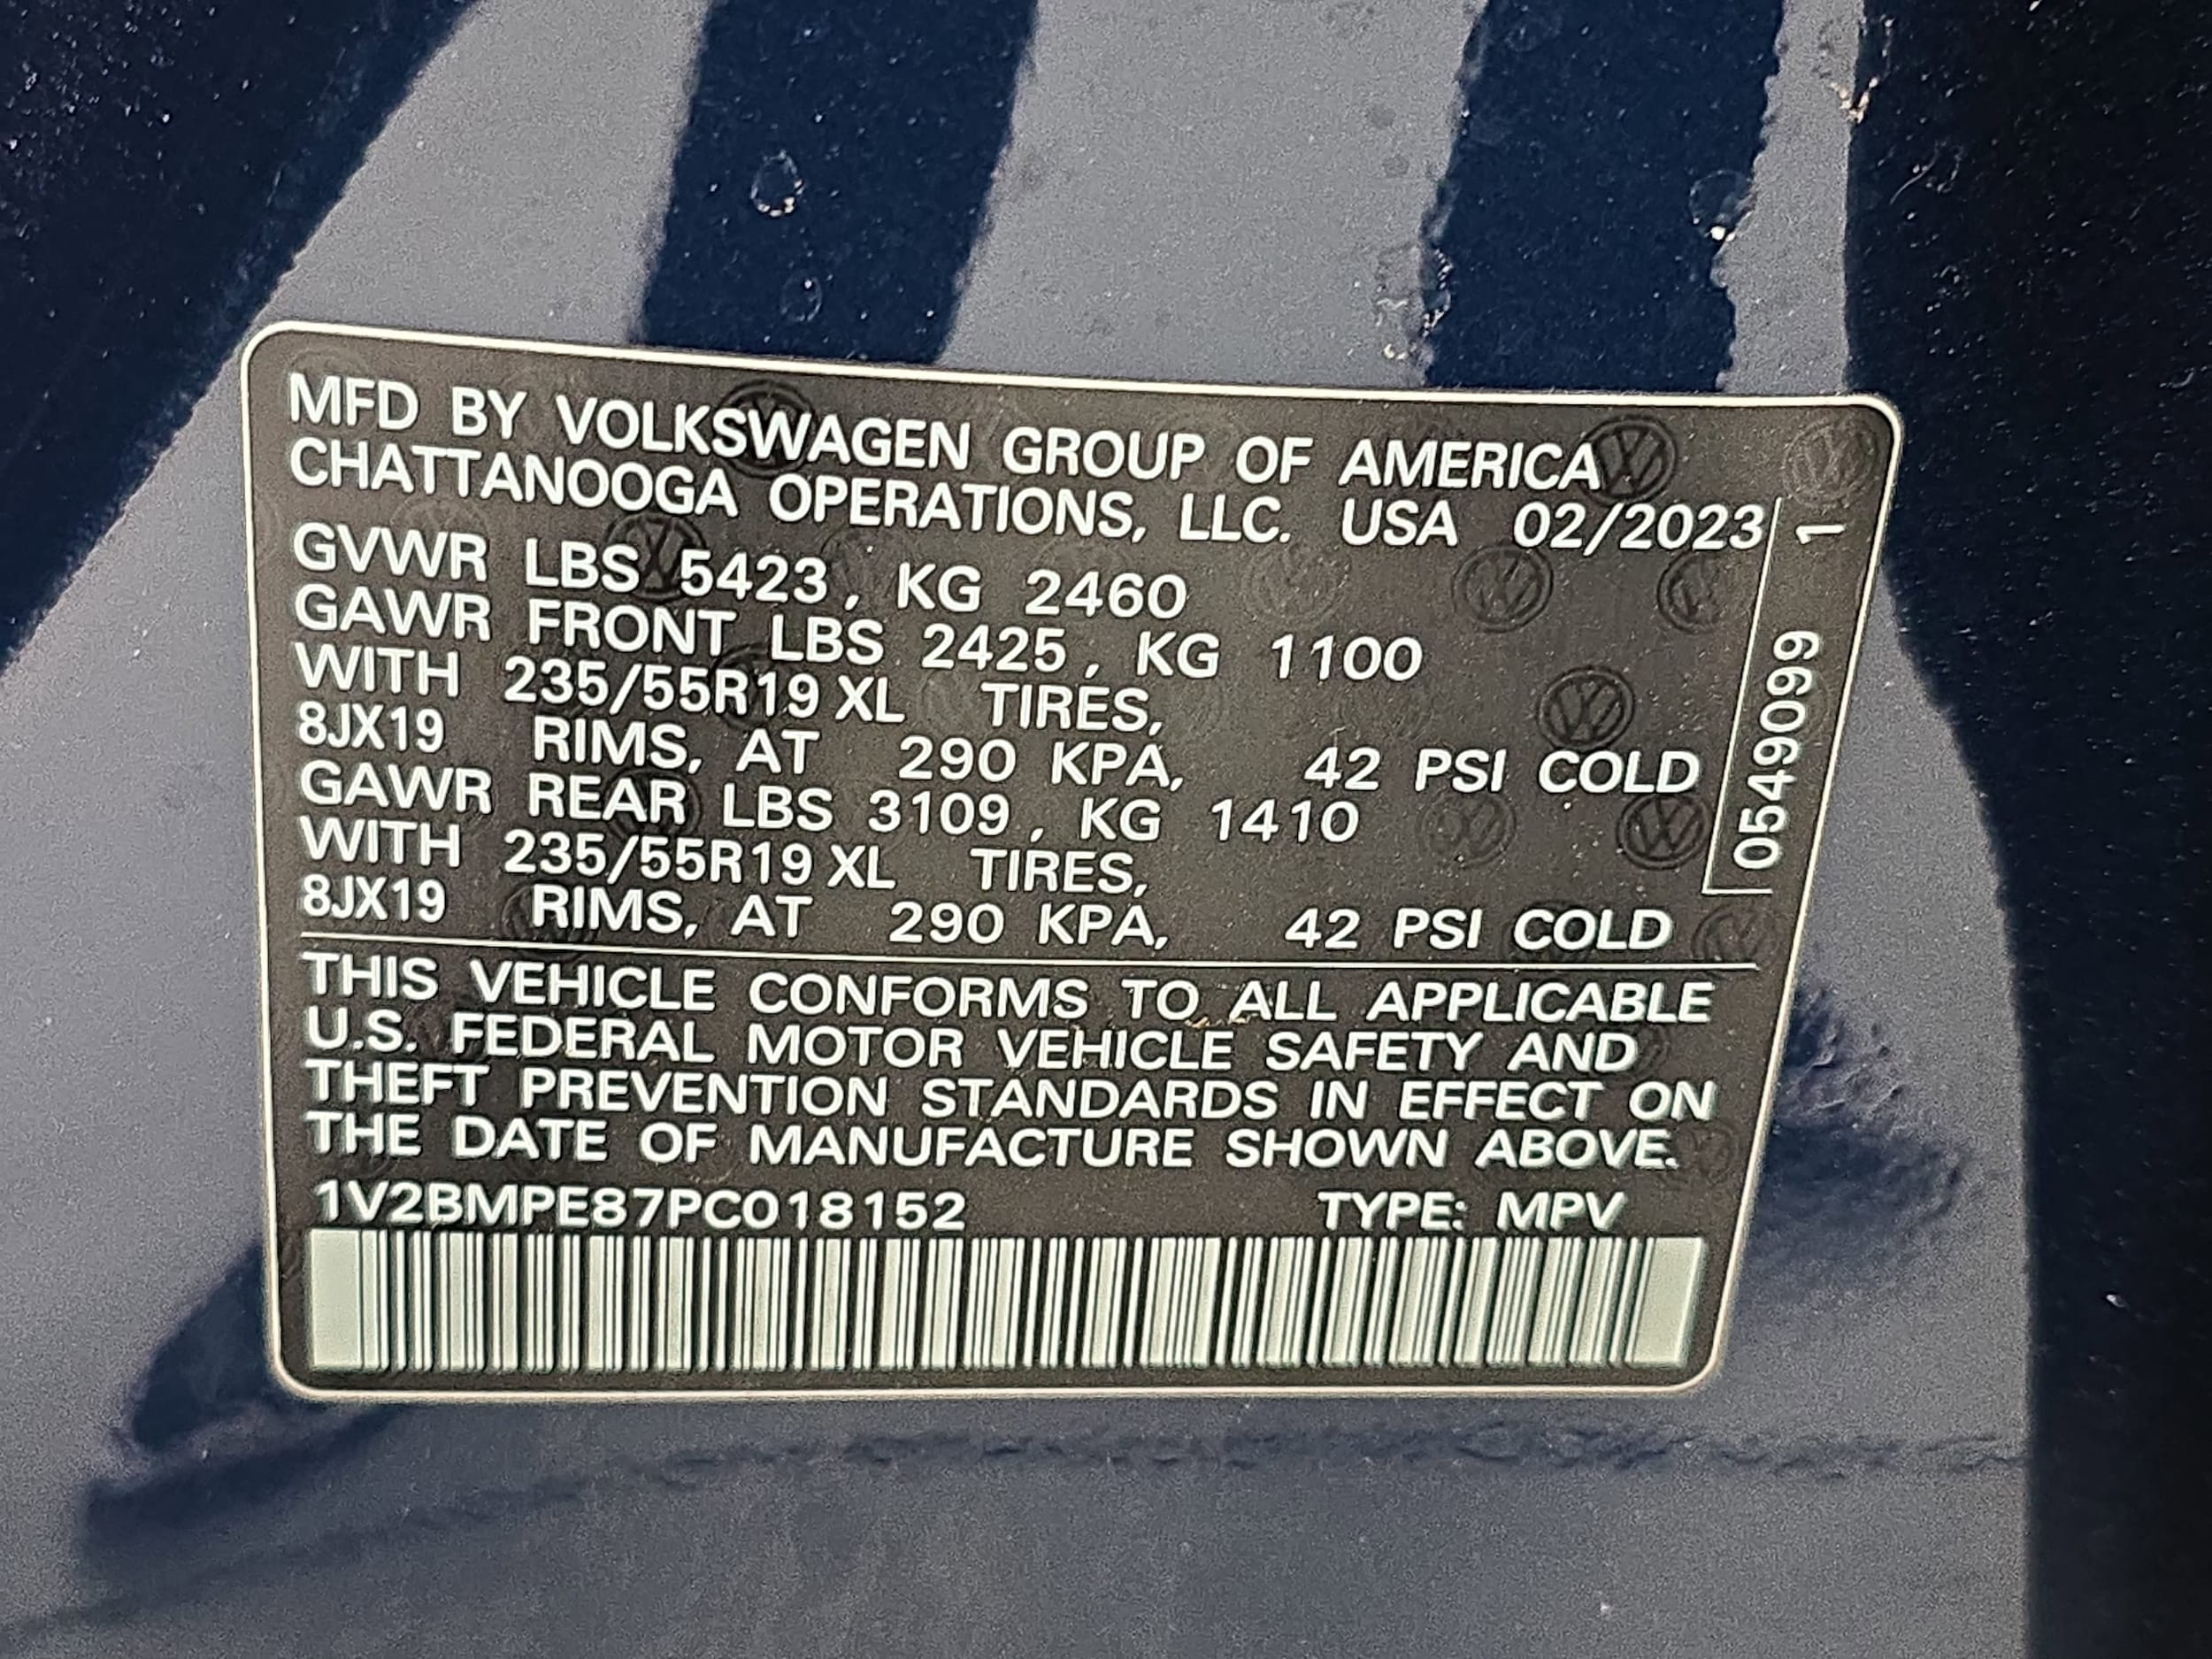 MFD BY VOLKSWAGEN GROUP OF AMERICA
CHATTANOOGA OPERATIONS, LLC. USA 02/2023
GVWR LBS 5423, KG 2460
GAWR FRONT LBS 2425, KG 1100
WITH 235/55R19 XL TIRES,
8JX19 RIMS, AT 290 KPA, 42 PSI COLD
GAWR REAR LBS 3109, KG 1410
WITH 235/55R19 XL TIRES,
8JX19 RIMS, AT 290 KPA, 42 PSI COLD
0549099 1
THIS VEHICLE CONFORMS TO ALL APPLICABLE
U.S. FEDERAL MOTOR VEHICLE SAFETY AND
THEFT PREVENTION STANDARDS IN EFFECT ON
THE DATE OF MANUFACTURE SHOWN ABOVE.
1V2BMPE87PC018152 TYPE: MPV